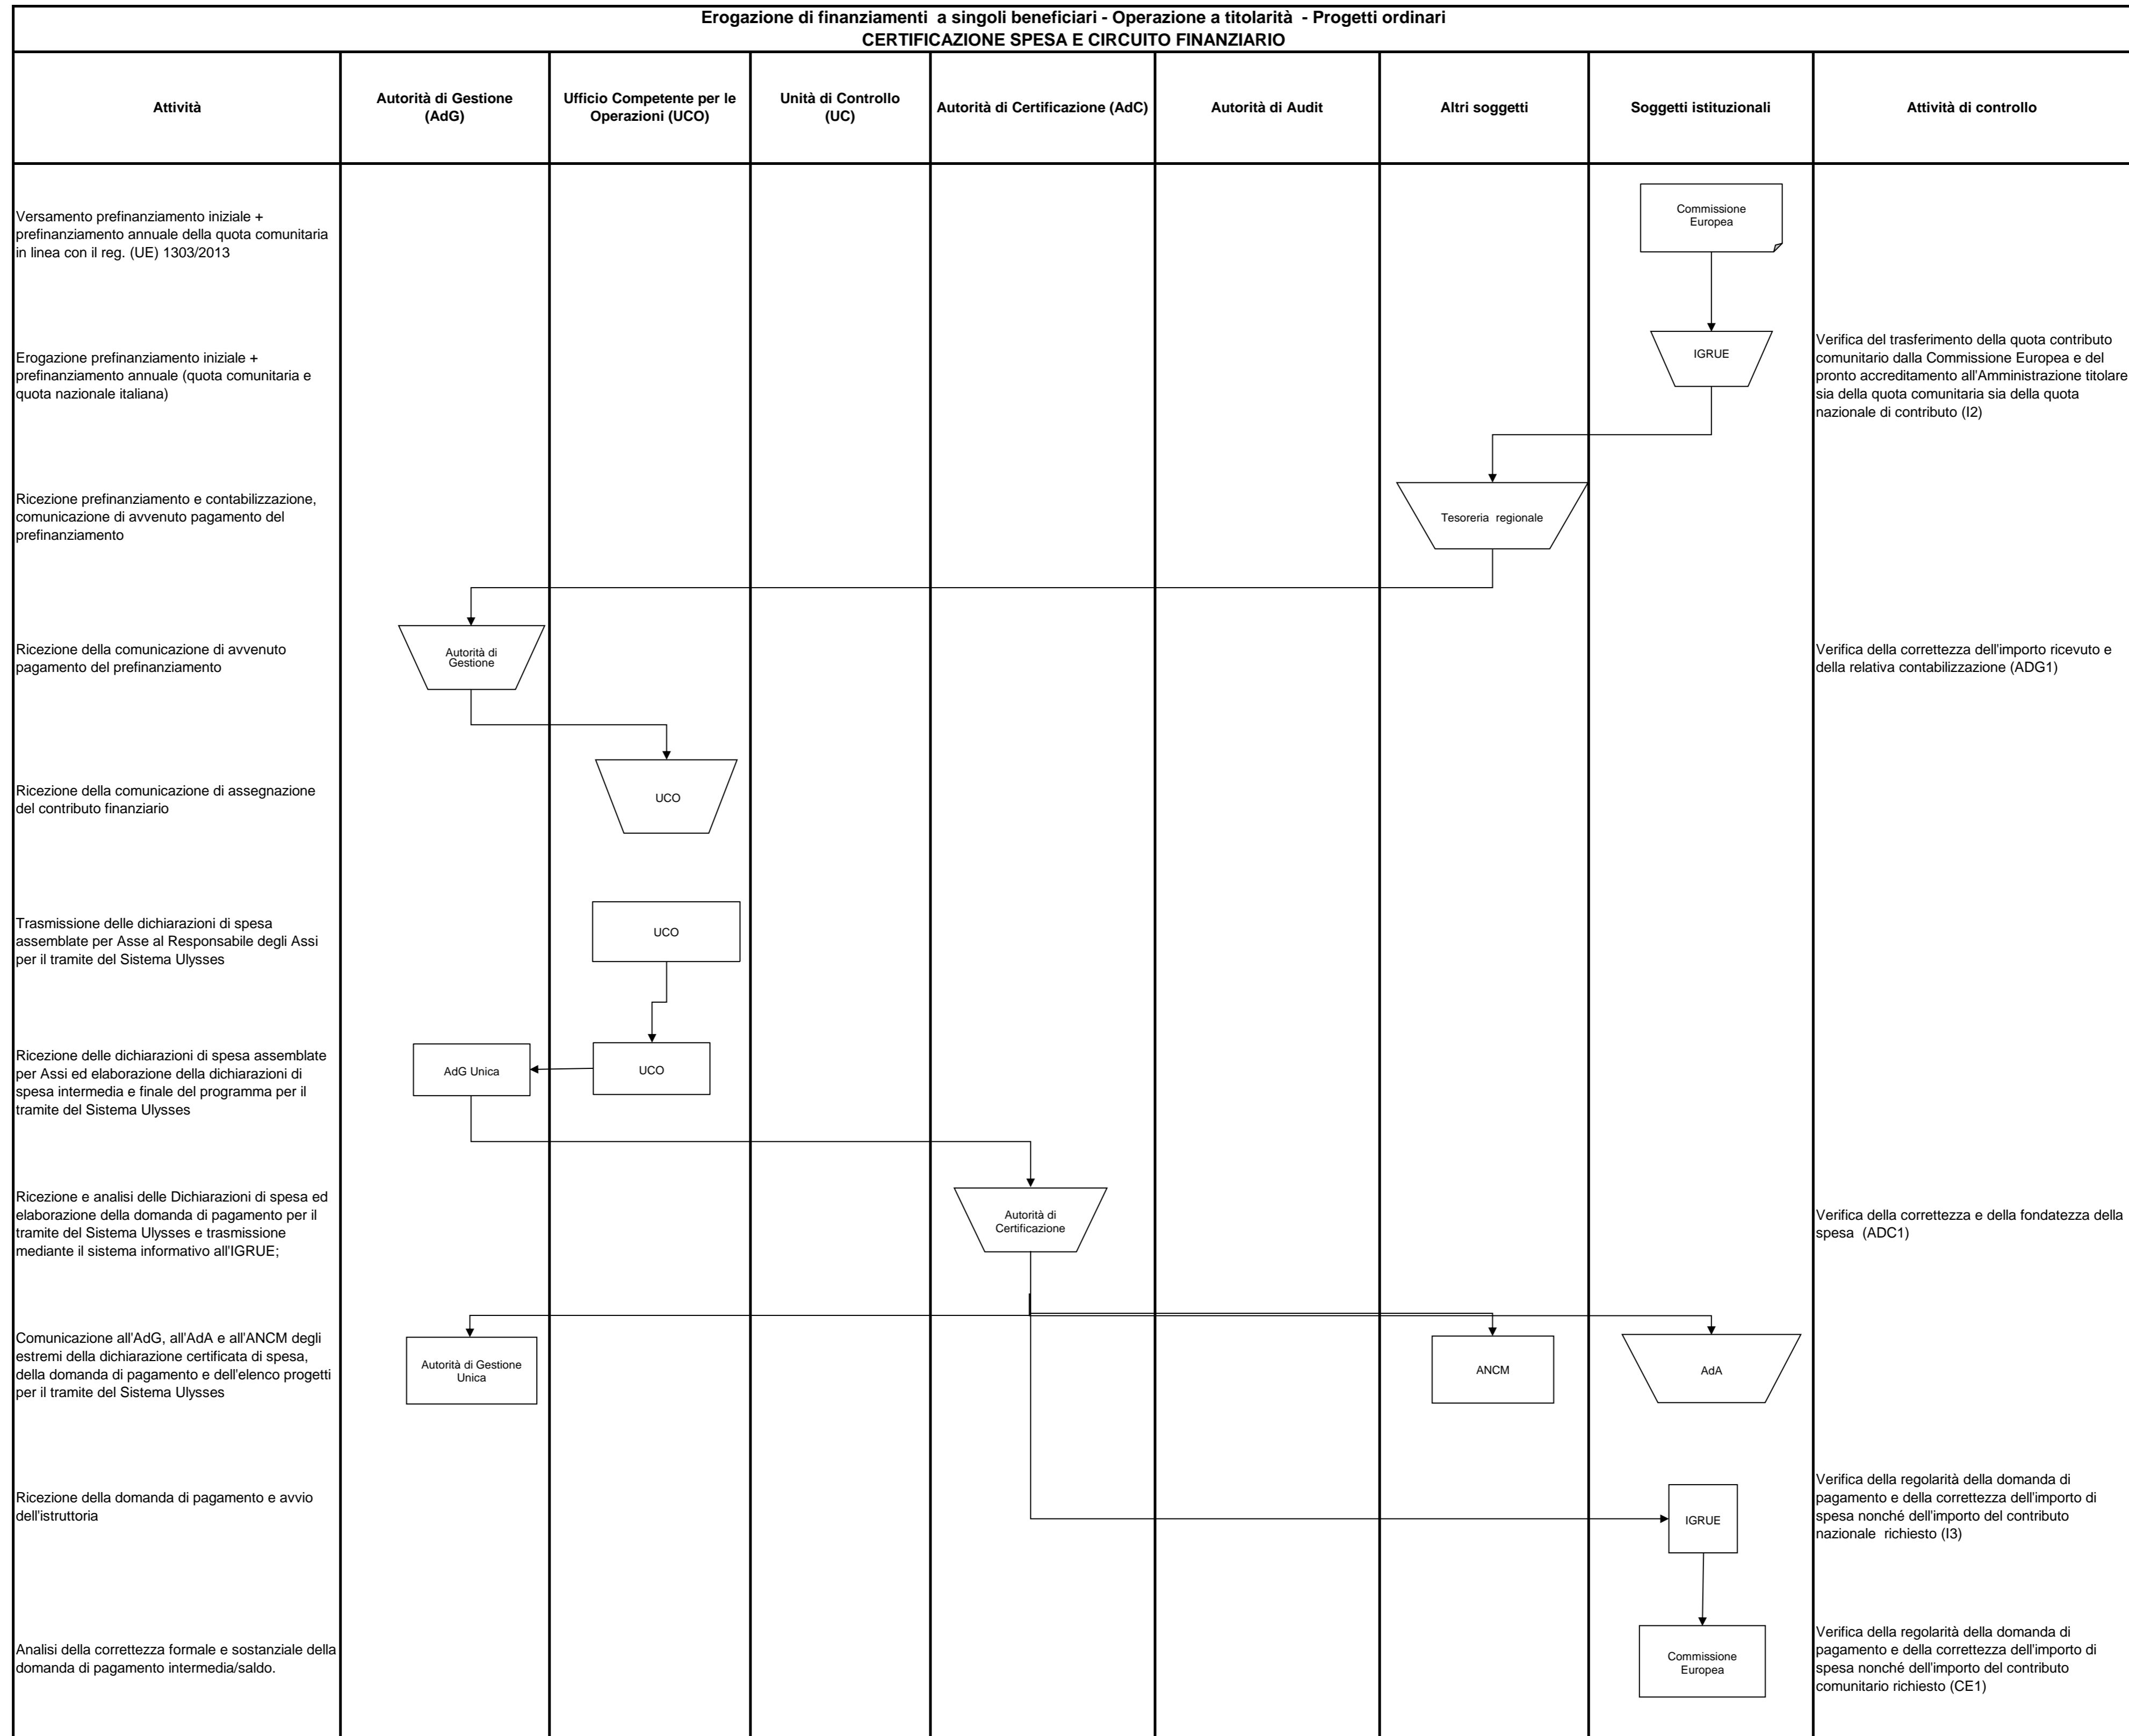 Erogazione di finanziamenti a singoli beneficiari - Operazione a titolarità - Progetti ordinari
CERTIFICAZIONE SPESA E CIRCUITO FINANZIARIO
Attività
Autorità di Gestione
(AdG)
Ufficio Competente per le
Operazioni (UCO)
Unità di Controllo
(UC)
Autorità di Certificazione (AdC)
Autorità di Audit
Altri soggetti
Soggetti istituzionali
Attività di controllo
Versamento prefinanziamento iniziale +
prefinanziamento annuale della quota comunitaria
in linea con il reg. (UE) 1303/2013
Commissione
Europea
Erogazione prefinanziamento iniziale +
prefinanziamento annuale (quota comunitaria e
quota nazionale italiana)
IGRUE
Verifica del trasferimento della quota contributo
comunitario dalla Commissione Europea e del
pronto accreditamento all'Amministrazione titolare
sia della quota comunitaria sia della quota
nazionale di contributo (I2)
Ricezione prefinanziamento e contabilizzazione,
comunicazione di avvenuto pagamento del
prefinanziamento
Tesoreria regionale
Ricezione della comunicazione di avvenuto
pagamento del prefinanziamento
Autorità di
Gestione
Verifica della correttezza dell'importo ricevuto e
della relativa contabilizzazione (ADG1)
Ricezione della comunicazione di assegnazione
del contributo finanziario
UCO
Trasmissione delle dichiarazioni di spesa
assemblate per Asse al Responsabile degli Assi
per il tramite del Sistema Ulysses
UCO
Ricezione delle dichiarazioni di spesa assemblate
per Assi ed elaborazione della dichiarazioni di
spesa intermedia e finale del programma per il
tramite del Sistema Ulysses
AdG Unica
UCO
Ricezione e analisi delle Dichiarazioni di spesa ed
elaborazione della domanda di pagamento per il
tramite del Sistema Ulysses e trasmissione
mediante il sistema informativo all'IGRUE;
Autorità di
Certificazione
Verifica della correttezza e della fondatezza della
spesa (ADC1)
Comunicazione all'AdG, all'AdA e all'ANCM degli
estremi della dichiarazione certificata di spesa,
della domanda di pagamento e dell'elenco progetti
per il tramite del Sistema Ulysses
Autorità di Gestione
Unica
ANCM
AdA
Ricezione della domanda di pagamento e avvio
dell'istruttoria
IGRUE
Verifica della regolarità della domanda di
pagamento e della correttezza dell'importo di
spesa nonché dell'importo del contributo
nazionale richiesto (I3)
Analisi della correttezza formale e sostanziale della
domanda di pagamento intermedia/saldo.
Commissione
Europea
Verifica della regolarità della domanda di
pagamento e della correttezza dell'importo di
spesa nonché dell'importo del contributo
comunitario richiesto (CE1)